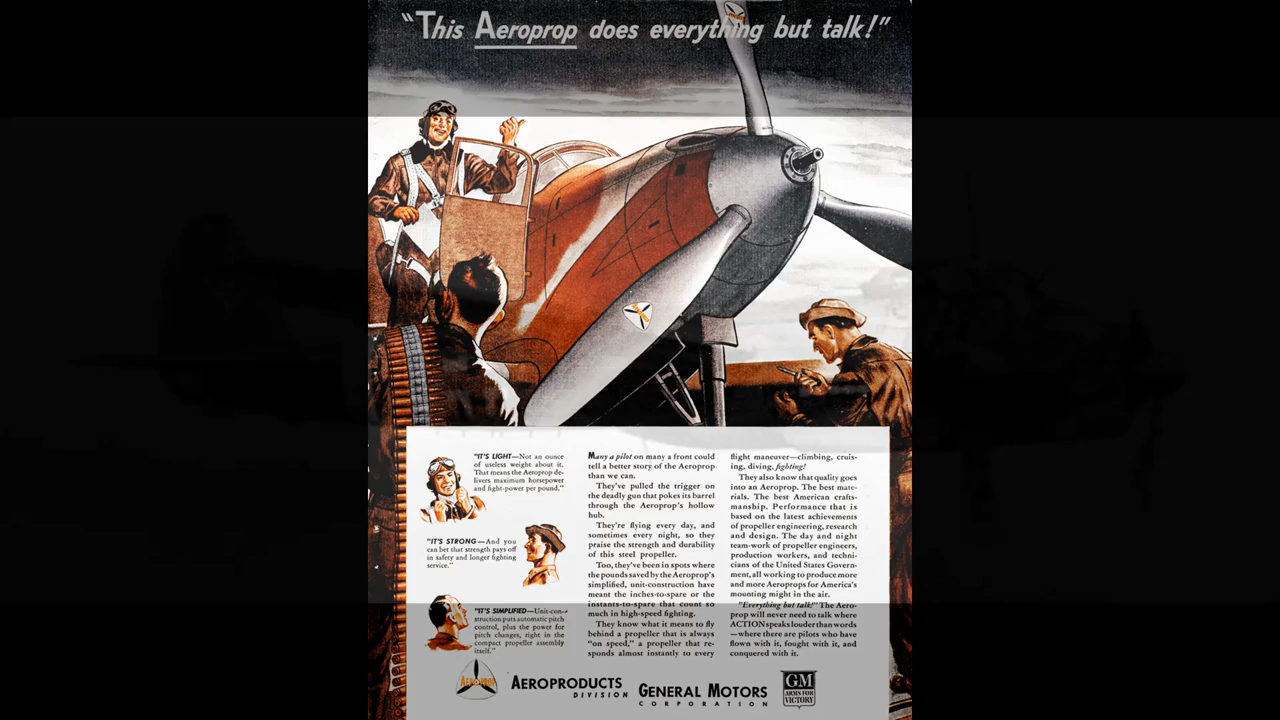 "This Aeroprop does everything but talk!"
"IT'S LIGHT—Not an ounce
of useless weight about it.
That means the Aeroprop de-
livers maximum horsepower
and fight-power per pound."
"IT'S STRONG—And you
can bet that strength pays off
in safety and longer fighting
service."
"IT'S SIMPLIFIED—Unit-con-
struction puts automatic pitch
control, plus the power for
pitch changes, right in the
compact propeller assembly
itself."
Many a pilot on many a front could
tell a better story of the Aeroprop
than we can.
They've pulled the trigger on
the deadly gun that pokes its barrel
through the Aeroprop's hollow
hub.
They're flying every day, and
sometimes every night, so they
praise the strength and durability
of this steel propeller.
Too, they've been in spots where
the pounds saved by the Aeroprop's
simplified, unit-construction have
meant the inches-to-spare or the
instants-to-spare that count so
much in high-speed fighting.
They know what it means to fly
behind a propeller that is always
"on speed," a propeller that re-
sponds almost instantly to every
flight maneuver—climbing, cruis-
ing, diving, fighting!
They also know that quality goes
into an Aeroprop. The best mate-
rials. The best American crafts-
manship. Performance that is
based on the latest achievements
of propeller engineering, research
and design. The day and night
team-work of propeller engineers,
production workers, and techni-
cians of the United States Govern-
ment, all working to produce more
and more Aeroprops for America's
mounting might in the air.
"Everything but talk!" The Aero-
prop will never need to talk where
ACTION speaks louder than words
—where there are pilots who have
flown with it, fought with it, and
conquered with it.
AEROPROP
AEROPRODUCTS
DIVISION
GENERAL MOTORS
CORPORATION
GM
ARMS FOR
VICTORY